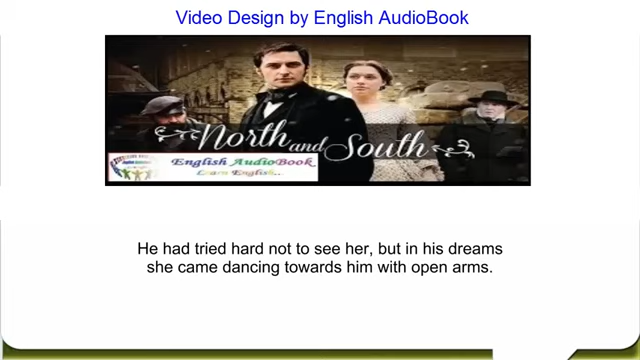 Video Design by English AudioBook
North and South
English AudioBook
Learn English...
He had tried hard not to see her, but in his dreams
she came dancing towards him with open arms.